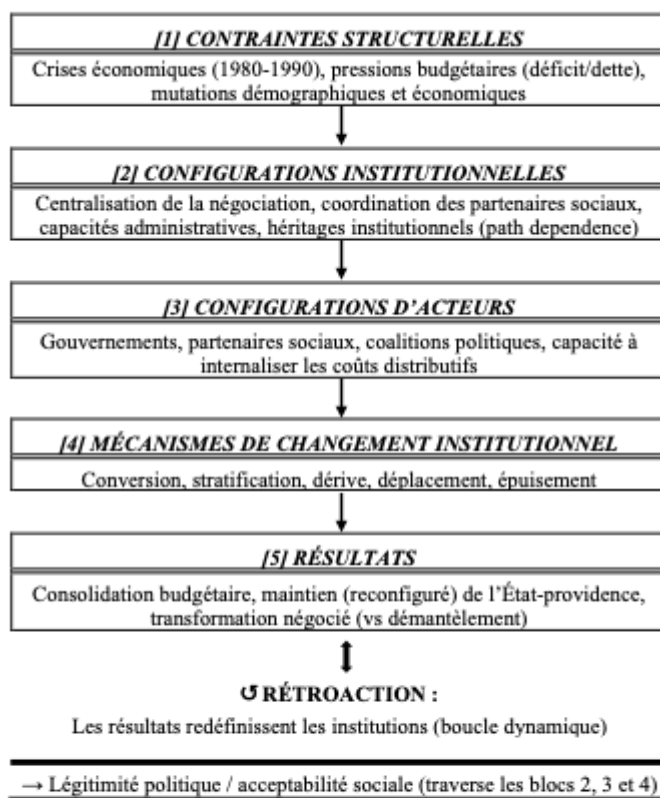 [1] CONTRAINTES STRUCTURELLES
Crises économiques (1980-1990), pressions budgétaires (déficit/dette),
mutations démographiques et économiques
[2] CONFIGURATIONS INSTITUTIONNELLES
Centralisation de la négociation, coordination des partenaires sociaux,
capacités administratives, héritages institutionnels (path dependence)
[3] CONFIGURATIONS D’ACTEURS
Gouvernements, partenaires sociaux, coalitions politiques, capacité à
internaliser les coûts distributifs
[4] MÉCANISMES DE CHANGEMENT INSTITUTIONNEL
Conversion, stratification, dérive, déplacement, épuisement
[5] RÉSULTATS
Consolidation budgétaire, maintien (reconfiguré) de l’État-providence,
transformation négocié (vs démantèlement)
↺ RÉTROACTION :
Les résultats redéfinissent les institutions (boucle dynamique)
→ Légitimité politique / acceptabilité sociale (traverse les blocs 2, 3 et 4)